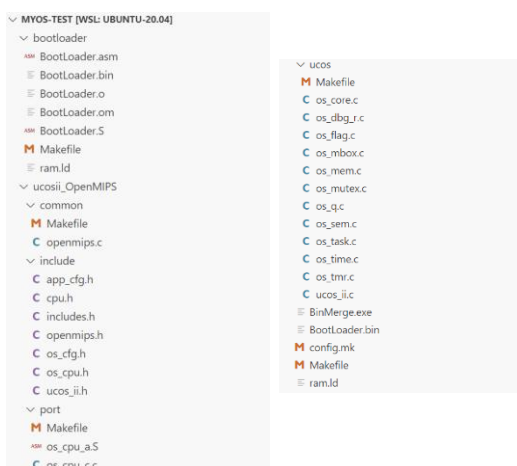 MYOS-TEST [WSL: UBUNTU-20.04]
bootloader
ASM BootLoader.asm
BootLoader.bin
BootLoader.o
BootLoader.om
ASM BootLoader.S
M Makefile
ram.ld
ucosii_OpenMIPS
common
M Makefile
C openmips.c
include
C app_cfg.h
C cpu.h
C includes.h
C openmips.h
C os_cfg.h
C os_cpu.h
C ucos_ii.h
port
M Makefile
ASM os_cpu_a.S
C os_cpu_c.c
ucos
M Makefile
C os_core.c
C os_dbg_r.c
C os_flag.c
C os_mbox.c
C os_mem.c
C os_mutex.c
C os_q.c
C os_sem.c
C os_task.c
C os_time.c
C os_tmr.c
C ucos_ii.c
BinMerge.exe
BootLoader.bin
M config.mk
M Makefile
ram.ld